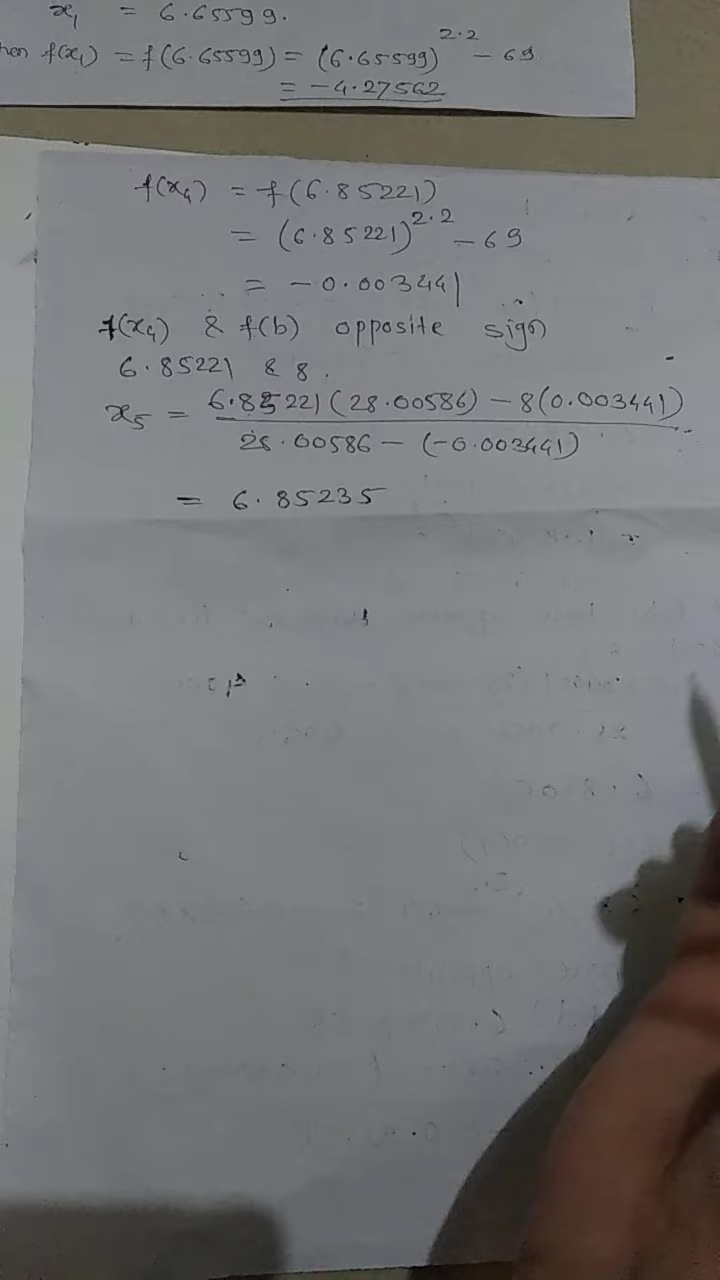 x₁ = 6.65599.
f(x₁) = f(6.65599) = (6.65599)^2.2 - 69
= -4.27562
f(x₄) = f(6.85221)
= (6.85221)^2.2 - 69
= -0.003441
f(x₄) & f(b) opposite sign
6.85221 & 8.
x₅ = 6.85221(28.00586) - 8(0.003441)
28.00586 - (-0.003441)
= 6.85235